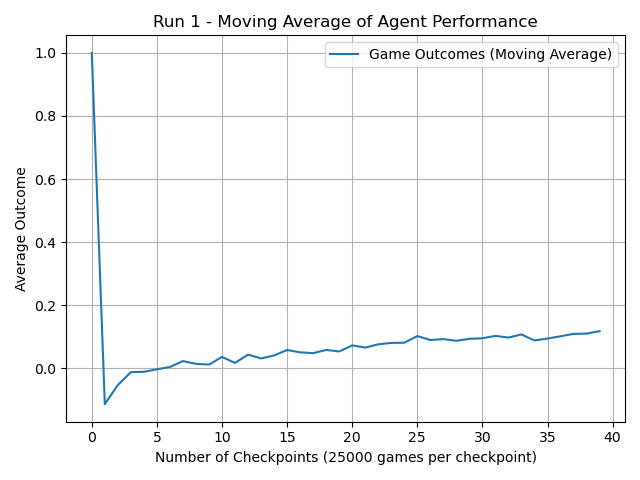 Run 1 - Moving Average of Agent Performance
Game Outcomes (Moving Average)
1.0
0.8
0.6
0.4
0.2
0.0
Average Outcome
0 5 10 15 20 25 30 35 40
Number of Checkpoints (25000 games per checkpoint)